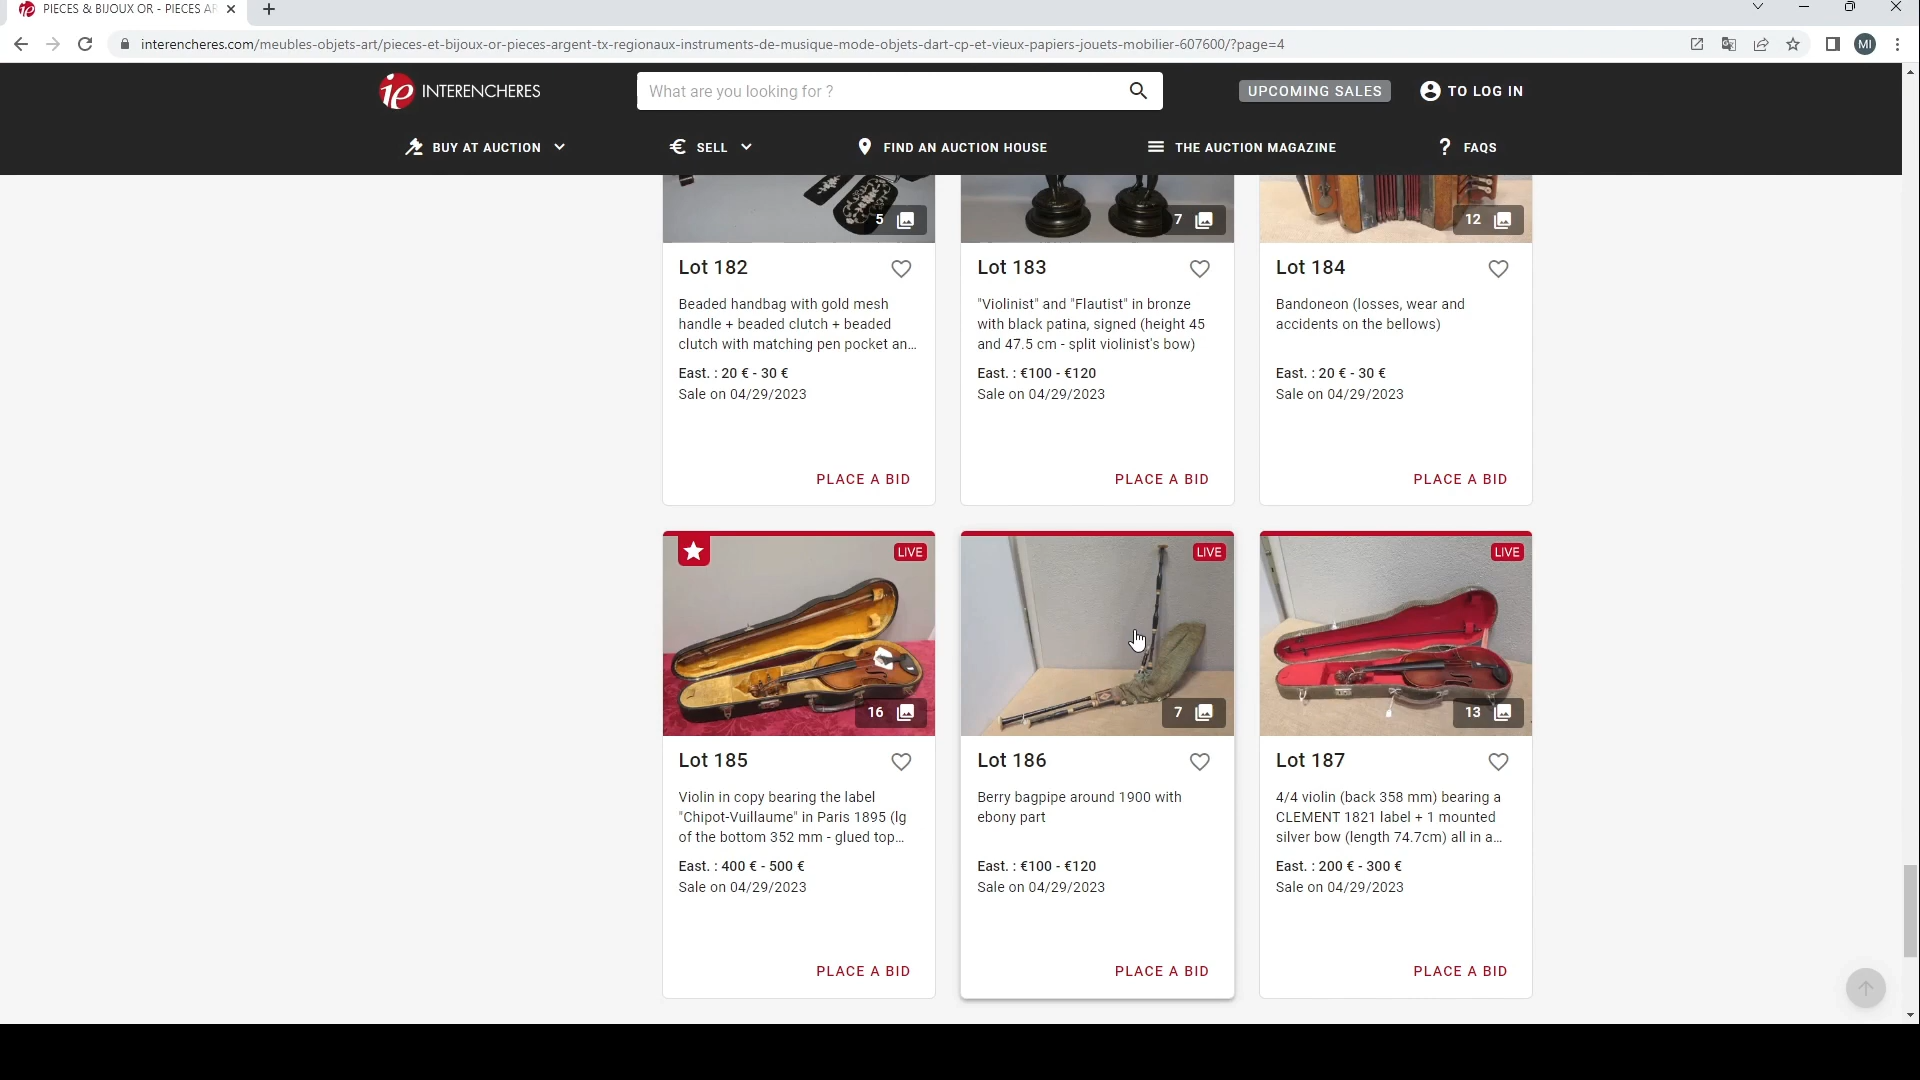 PIECES & BIJOUX OR - PIECES AR
interencheres.com/meubles-objets-art/pieces-et-bijoux-or-pieces-argent-tx-regionaux-instruments-de-musique-mode-objets-dart-cp-et-vieux-papiers-jouets-mobilier-607600/?page=4
MI
ie INTERENCHERES
What are you looking for ?
UPCOMING SALES
TO LOG IN
BUY AT AUCTION
€ SELL
FIND AN AUCTION HOUSE
THE AUCTION MAGAZINE
? FAQS
5
7
12
Lot 182
Beaded handbag with gold mesh
handle + beaded clutch + beaded
clutch with matching pen pocket an...
East. : 20 € - 30 €
Sale on 04/29/2023
PLACE A BID
Lot 183
"Violinist" and "Flautist" in bronze
with black patina, signed (height 45
and 47.5 cm - split violinist's bow)
East. : €100 - €120
Sale on 04/29/2023
PLACE A BID
Lot 184
Bandoneon (losses, wear and
accidents on the bellows)
East. : 20 € - 30 €
Sale on 04/29/2023
PLACE A BID
LIVE
16
Lot 185
Violin in copy bearing the label
"Chipot-Vuillaume" in Paris 1895 (lg
of the bottom 352 mm - glued top...
East. : 400 € - 500 €
Sale on 04/29/2023
PLACE A BID
LIVE
7
Lot 186
Berry bagpipe around 1900 with
ebony part
East. : €100 - €120
Sale on 04/29/2023
PLACE A BID
LIVE
13
Lot 187
4/4 violin (back 358 mm) bearing a
CLEMENT 1821 label + 1 mounted
silver bow (length 74.7cm) all in a...
East. : 200 € - 300 €
Sale on 04/29/2023
PLACE A BID